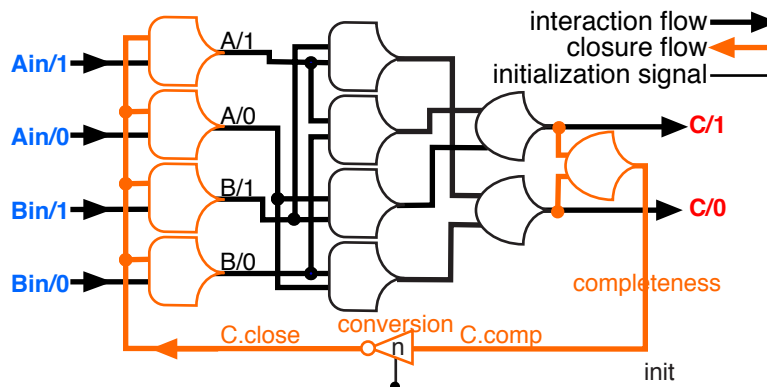 interaction flow
closure flow
initialization signal
Ain/1
A/1
Ain/0
A/0
C/1
Bin/1
B/1
C/0
Bin/0
B/0
completeness
C.close
conversion
C.comp
n
init